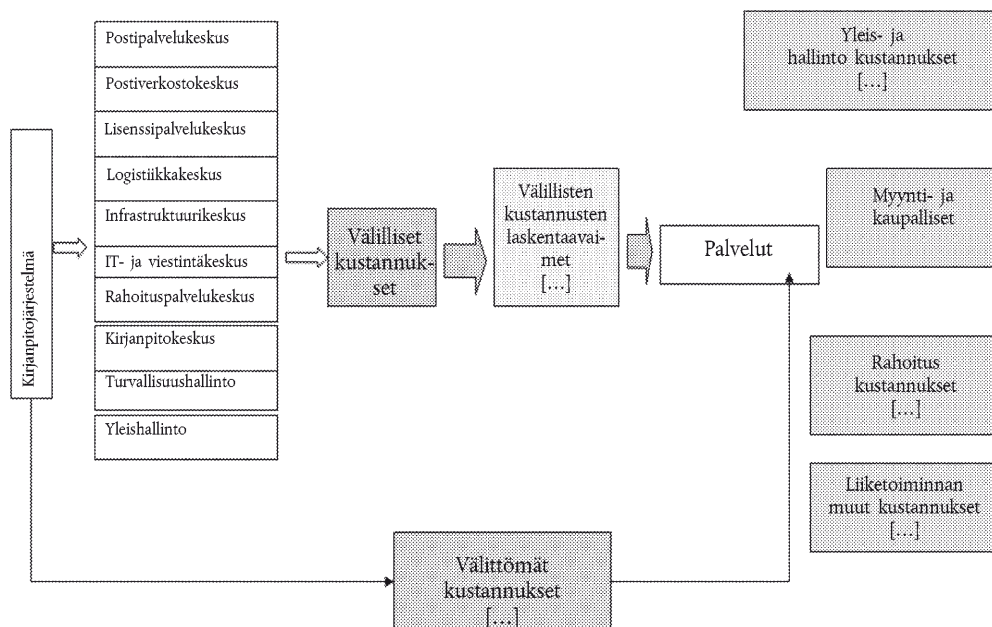 Kirjanpitojärjestelmä
Postipalvelukeskus
Postiverkostokeskus
Lisenssipalvelukeskus
Logistiikkakeskus
Infrastruktuurikeskus
IT- ja viestintäkeskus
Rahoituspalvelukeskus
Kirjanpitokeskus
Turvallisuushallinto
Yleishallinto
Välilliset
kustannuk-
set
Välillisten
kustannusten
laskentaavai-
met
[…]
Palvelut
Välittömät
kustannukset
[…]
Yleis- ja
hallinto kustannukset
[…]
Myynti- ja
kaupalliset
Rahoitus
kustannukset
[…]
Liiketoiminnan
muut kustannukset
[…]